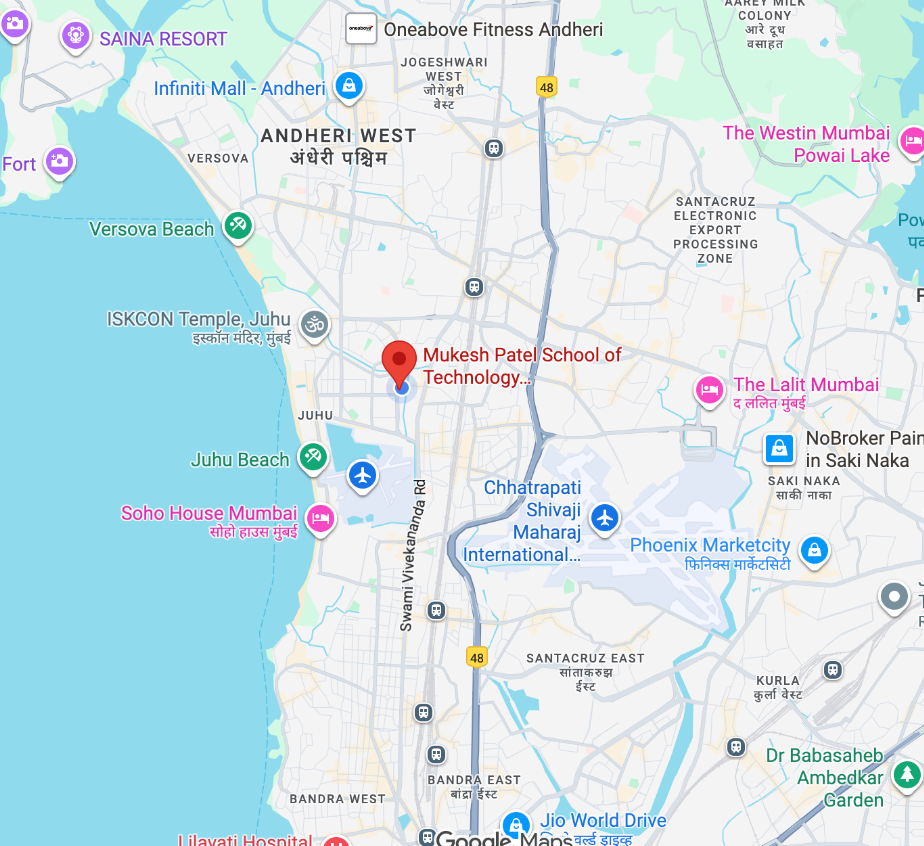 AAREY MILK
COLONY
आरे दूध
वसाहत
oneabove
Oneabove Fitness Andheri
SAINA RESORT
JOGESHWARI
WEST
जोगेश्वरी
वेस्ट
Infiniti Mall - Andheri
48
ANDHERI WEST
अंधेरी पश्चिम
VERSOVA
The Westin Mumbai
Powai Lake
Fort
SANTACRUZ
ELECTRONIC
EXPORT
PROCESSING
ZONE
Versova Beach
ISKCON Temple, Juhu
इस्कॉन मंदिर, मुंबई
Mukesh Patel School of
Technology...
The Lalit Mumbai
द ललित मुंबई
JUHU
NoBroker Pain
in Saki Naka
SAKI NAKA
साकी नाका
Juhu Beach
Chhatrapati
Shivaji
Maharaj
International...
Soho House Mumbai
सोहो हाउस मुंबई
Swami Vivekananda Rd
Phoenix Marketcity
फिनिक्स मार्केटसिटी
48
SANTACRUZ EAST
सांताक्रुझ
ईस्ट
KURLA
कुर्ला वेस्ट
Dr Babasaheb
Ambedkar
Garden
BANDRA EAST
बांद्रा ईस्ट
BANDRA WEST
Jio World Drive
वर्ल्ड ड्राइव्ह
Lilavati Hospital
Google Maps